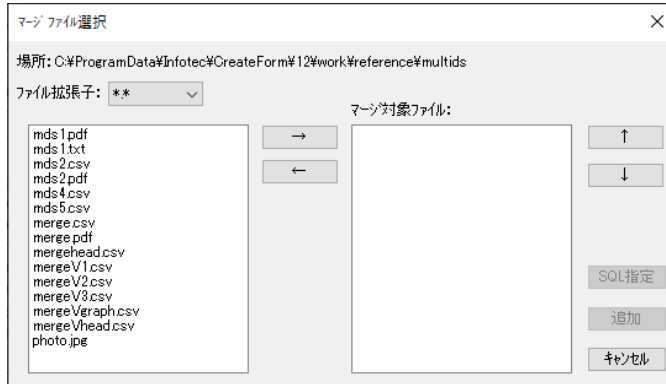 マージ ファイル選択
場所: C:¥ProgramData¥Infotec¥CreateForm¥12¥work¥reference¥multids
ファイル拡張子: *.*
マージ対象ファイル:
mds1.pdf
mds1.txt
mds2.csv
mds2.pdf
mds4.csv
mds5.csv
merge.csv
merge.pdf
mergehead.csv
mergeV1.csv
mergeV2.csv
mergeV3.csv
mergeVgraph.csv
mergeVhead.csv
photo.jpg
→
←
↑
↓
SQL指定
追加
キャンセル